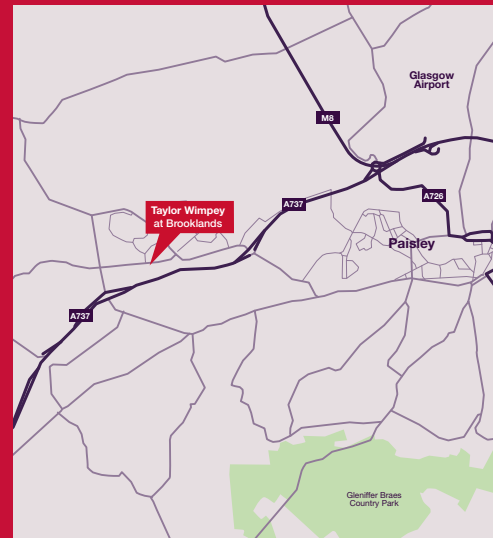 Glasgow
Airport
M8
A726
A737
Taylor Wimpey
at Brooklands
Paisley
A737
Gleniffer Braes
Country Park